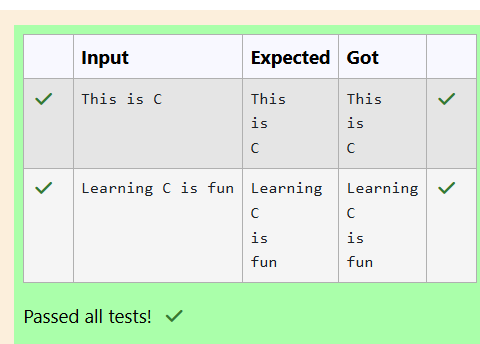 Input Expected Got
This is C This This
is is
C C
Learning C is fun Learning Learning
C C
is is
fun fun
Passed all tests!